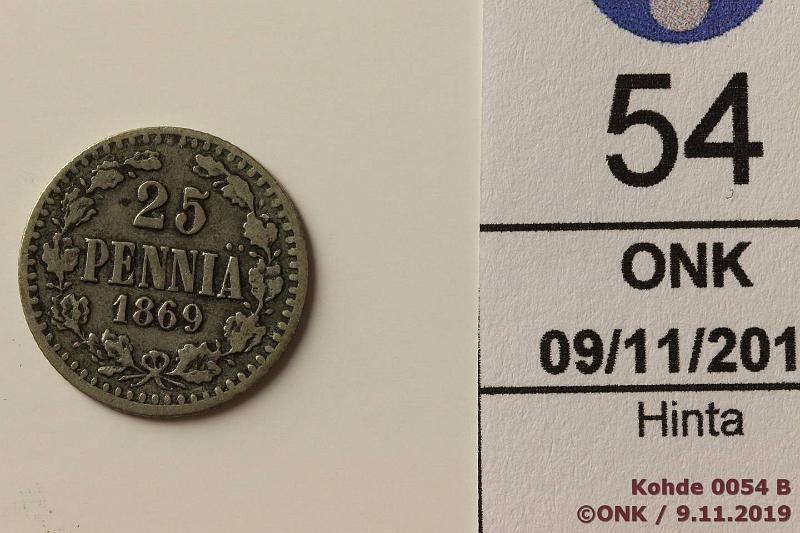 25
PENNIÄ
1869
54
ONK
09/11/201
Hinta
Kohde 0054 B
©ONK / 9.11.2019